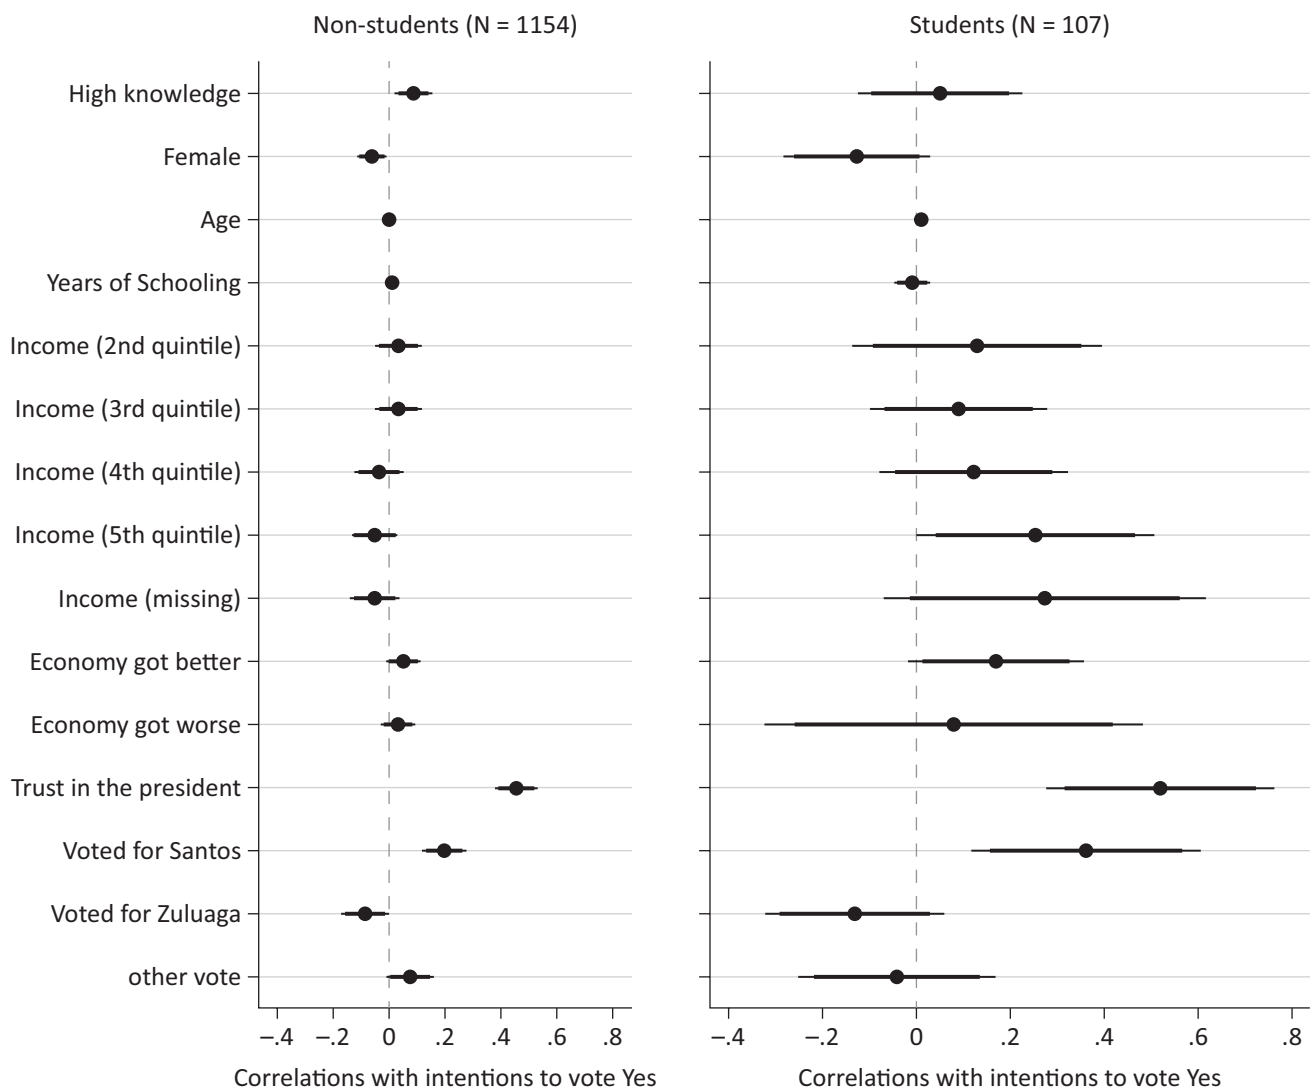 Non-students (N = 1154)
Students (N = 107)
High knowledge
Female
Age
Years of Schooling
Income (2nd quintile)
Income (3rd quintile)
Income (4th quintile)
Income (5th quintile)
Income (missing)
Economy got better
Economy got worse
Trust in the president
Voted for Santos
Voted for Zuluaga
other vote
–.4 –.2 0 .2 .4 .6 .8
–.4 –.2 0 .2 .4 .6 .8
Correlations with intentions to vote Yes
Correlations with intentions to vote Yes